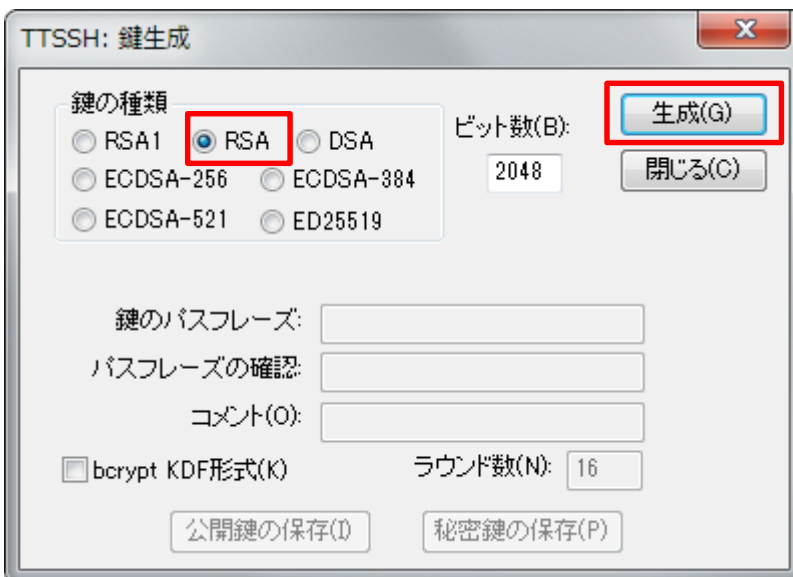 TTSSH: 鍵生成
鍵の種類
RSA1 RSA DSA
ECDSA-256 ECDSA-384
ECDSA-521 ED25519
ビット数(B):
2048
生成(G)
閉じる(C)
鍵のパスフレーズ:
パスフレーズの確認:
コメント(O):
bcrypt KDF形式(K) ラウンド数(N): 16
公開鍵の保存(I) 秘密鍵の保存(P)